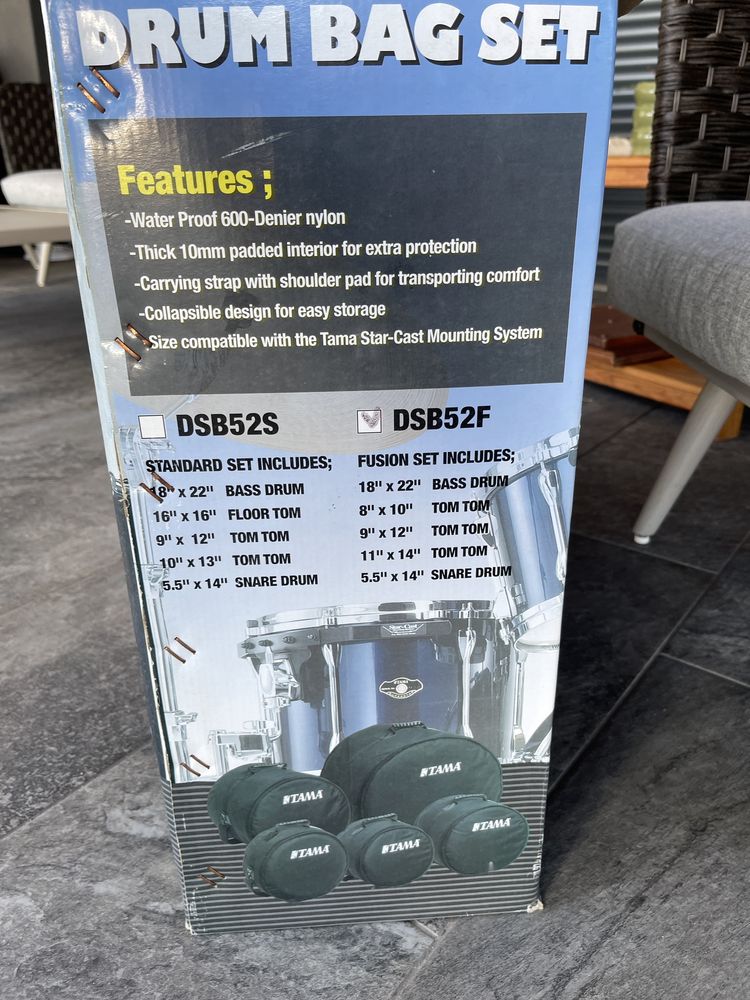 DRUM BAG SET
Features ;
-Water Proof 600-Denier nylon
-Thick 10mm padded interior for extra protection
-Carrying strap with shoulder pad for transporting comfort
-Collapsible design for easy storage
-Size compatible with the Tama Star-Cast Mounting System
DSB52S
STANDARD SET INCLUDES;
18" x 22" BASS DRUM
16" x 16" FLOOR TOM
9" x 12" TOM TOM
10" x 13" TOM TOM
5.5" x 14" SNARE DRUM
DSB52F
FUSION SET INCLUDES;
18" x 22" BASS DRUM
8" x 10" TOM TOM
9" x 12" TOM TOM
11" x 14" TOM TOM
5.5" x 14" SNARE DRUM
Star-Cast
TAMA
TAMA
TAMA
TAMA
TAMA
TAMA